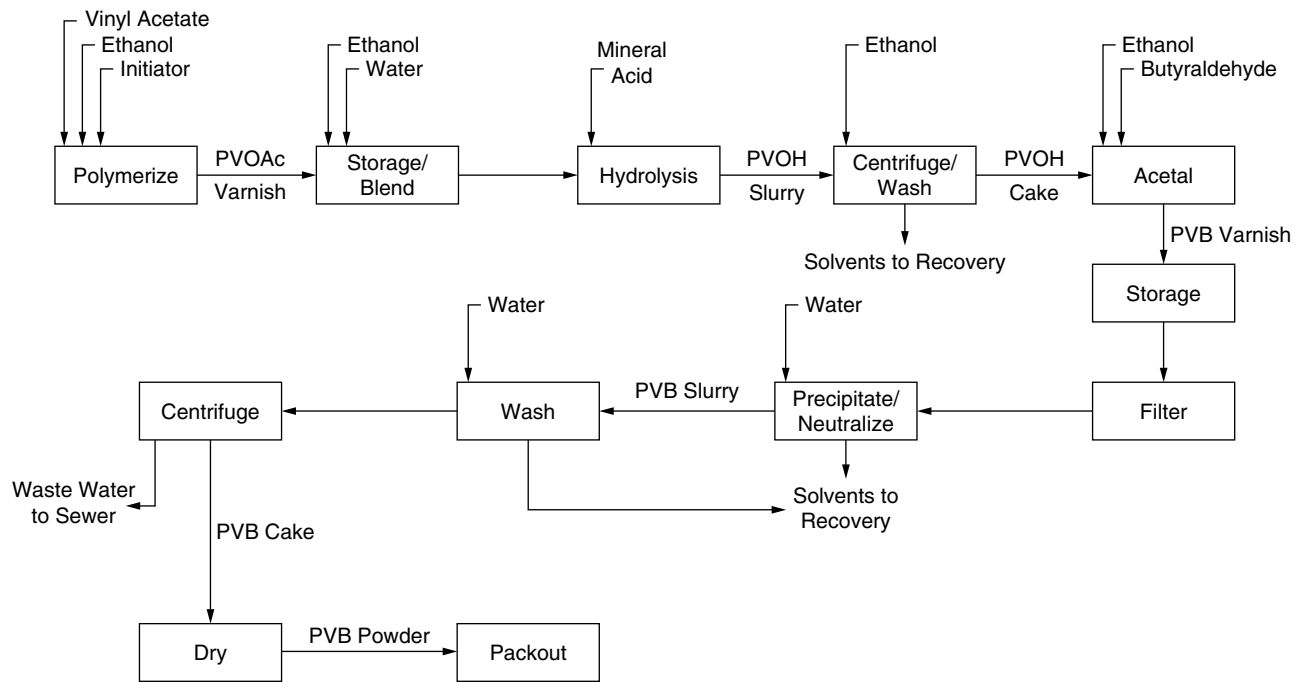 Vinyl Acetate
Ethanol
Initiator
Ethanol
Water
Mineral
Acid
Ethanol
Ethanol
Butyraldehyde
Polymerize
PVOAc
Varnish
Storage/
Blend
Hydrolysis
PVOH
Slurry
Centrifuge/
Wash
PVOH
Cake
Acetal
Solvents to Recovery
PVB Varnish
Storage
Filter
Water
Precipitate/
Neutralize
Solvents to
Recovery
PVB Slurry
Water
Wash
Centrifuge
Waste Water
to Sewer
PVB Cake
Dry
PVB Powder
Packout